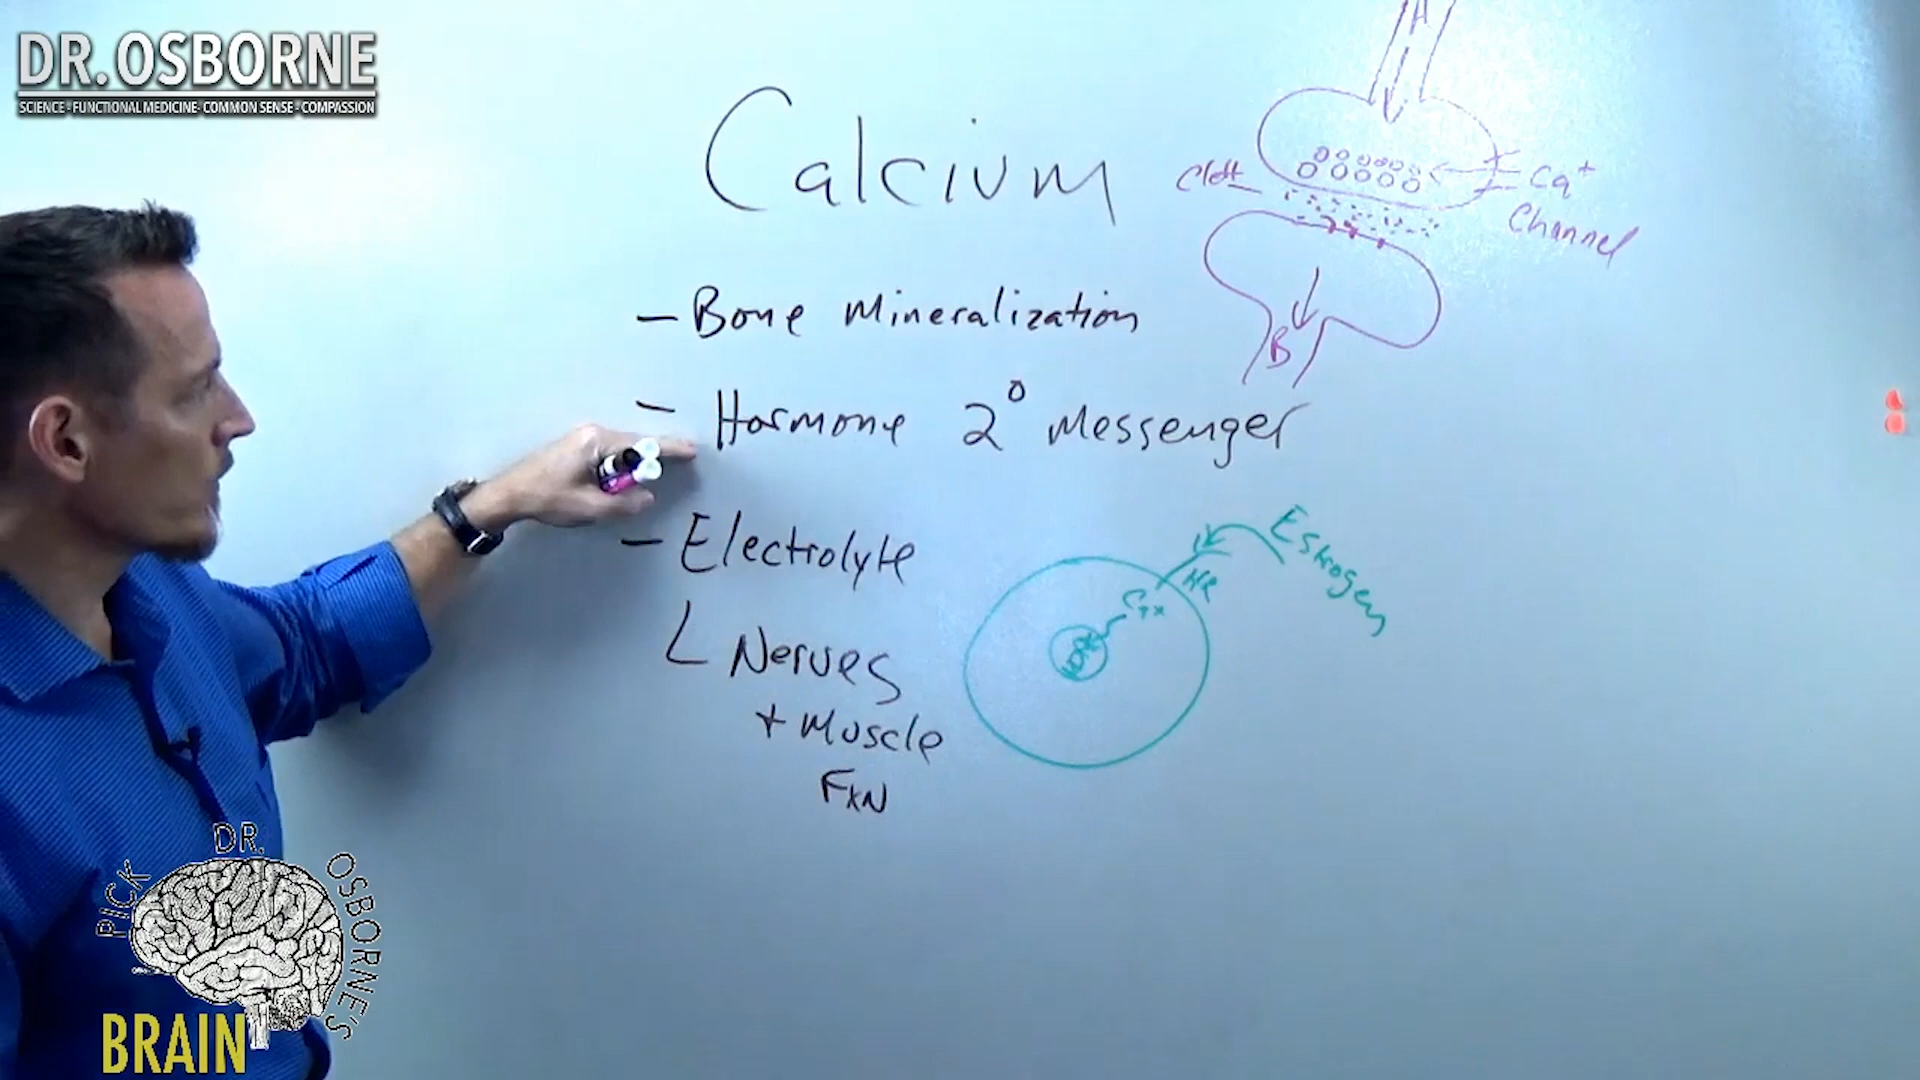 DR. OSBORNE
SCIENCE - FUNCTIONAL MEDICINE - COMMON SENSE - COMPASSION
Calcium
- Bone Mineralization
- Hormone 2° Messenger
- Electrolyte
Nerves
+ Muscle
FxN
A
Cleft
Ca+
Channel
B
Estrogen
HR
PICK DR. OSBORNE'S
BRAIN